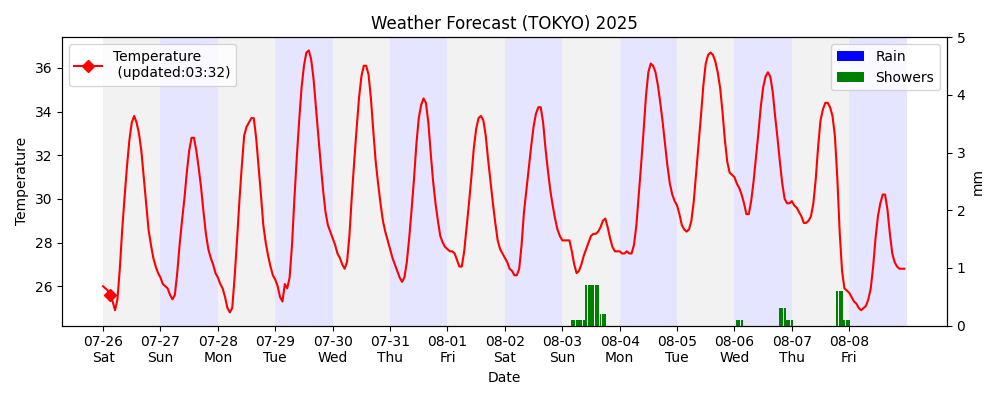 Weather Forecast (TOKYO) 2025
Temperature
(updated:03:32)
Rain
Showers
Temperature
36
34
32
30
28
26
5
4
3
2
1
0
mm
07-26 07-27 07-28 07-29 07-30 07-31 08-01 08-02 08-03 08-04 08-05 08-06 08-07 08-08
Sat Sun Mon Tue Wed Thu Fri Sat Sun Mon Tue Wed Thu Fri
Date